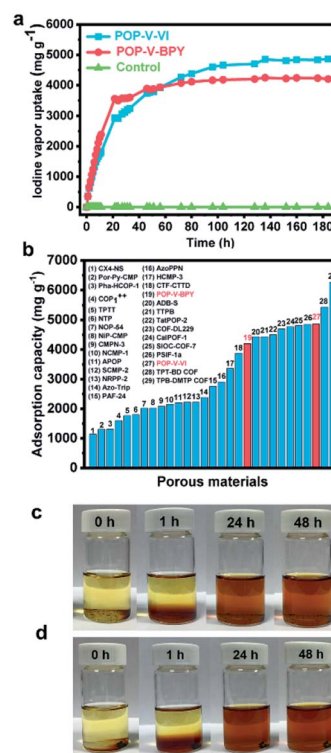 a
POP-V-VI
POP-V-BPY
Control
Iodine vapor uptake(mg g⁻¹)
6000
5000
4000
3000
2000
1000
0
0 20 40 60 80 100 120 140 160 180
Time (h)
b
Adsorption capacity (mg g⁻¹)
7000
6000
5000
4000
3000
2000
1000
0
(1) CX4-NS
(2) Por-Py-CMP
(3) Pha-HCOP-1
(4) COP₁⁺⁺
(5) TPTT
(6) NTP
(7) NOP-54
(8) NiP-CMP
(9) CMPN-3
(10) NCMP-1
(11) APOP
(12) SCMP-2
(13) NRPP-2
(14) Azo-Trip
(15) PAF-24
(16) AzoPPN
(17) HCMP-3
(18) CTF-CTTD
(19) POP-V-BPY
(20) ADB-S
(21) TTPB
(22) TatPOP-2
(23) COF-DL229
(24) CalPOF-1
(25) SIOC-COF-7
(26) PSIF-1a
(27) POP-V-VI
(28) TPT-BD COF
(29) TPB-DMTP COF
1 2 3 4 5 6 7 8 9 10 11 12 13 14 15 16 17 18 19 20 21 22 23 24 25 26 27 28
Porous materials
c
0 h 1 h 24 h 48 h
d
0 h 1 h 24 h 48 h